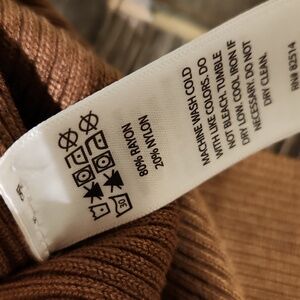 30
80% RAYON
20% NYLON
MACHINE WASH COLD
WITH LIKE COLORS. DO
NOT BLEACH. TUMBLE
DRY LOW. COOL IRON IF
NECESSARY. DO NOT
DRY CLEAN.
RN# 82514